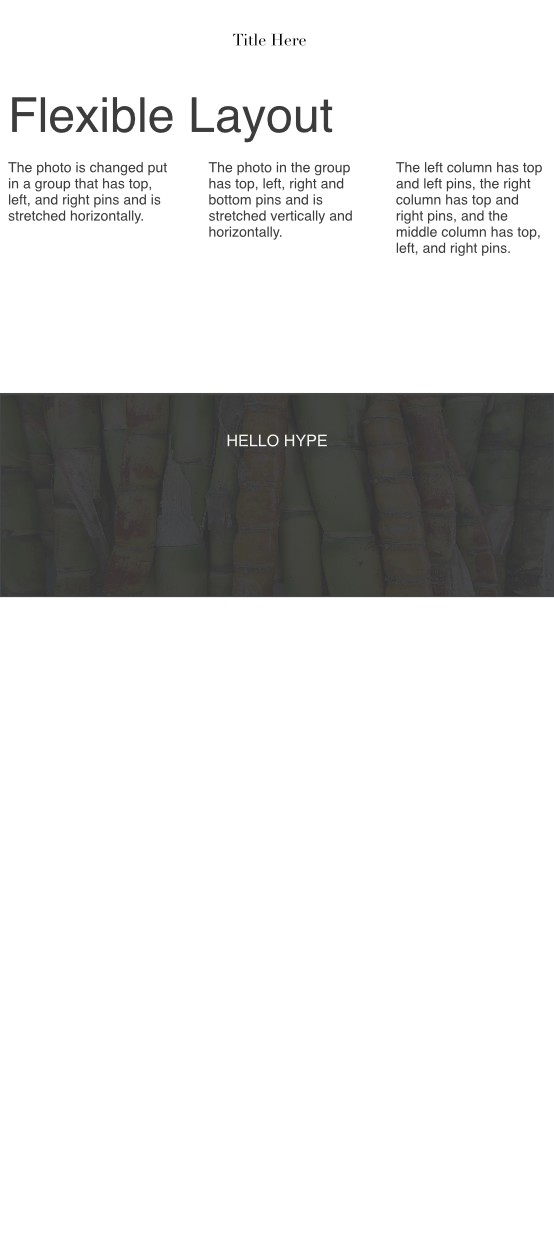 Title Here
Flexible Layout
The photo is changed put
in a group that has top,
left, and right pins and is
stretched horizontally.
The photo in the group
has top, left, right and
bottom pins and is
stretched vertically and
horizontally.
The left column has top
and left pins, the right
column has top and
right pins, and the
middle column has top,
left, and right pins.
HELLO HYPE